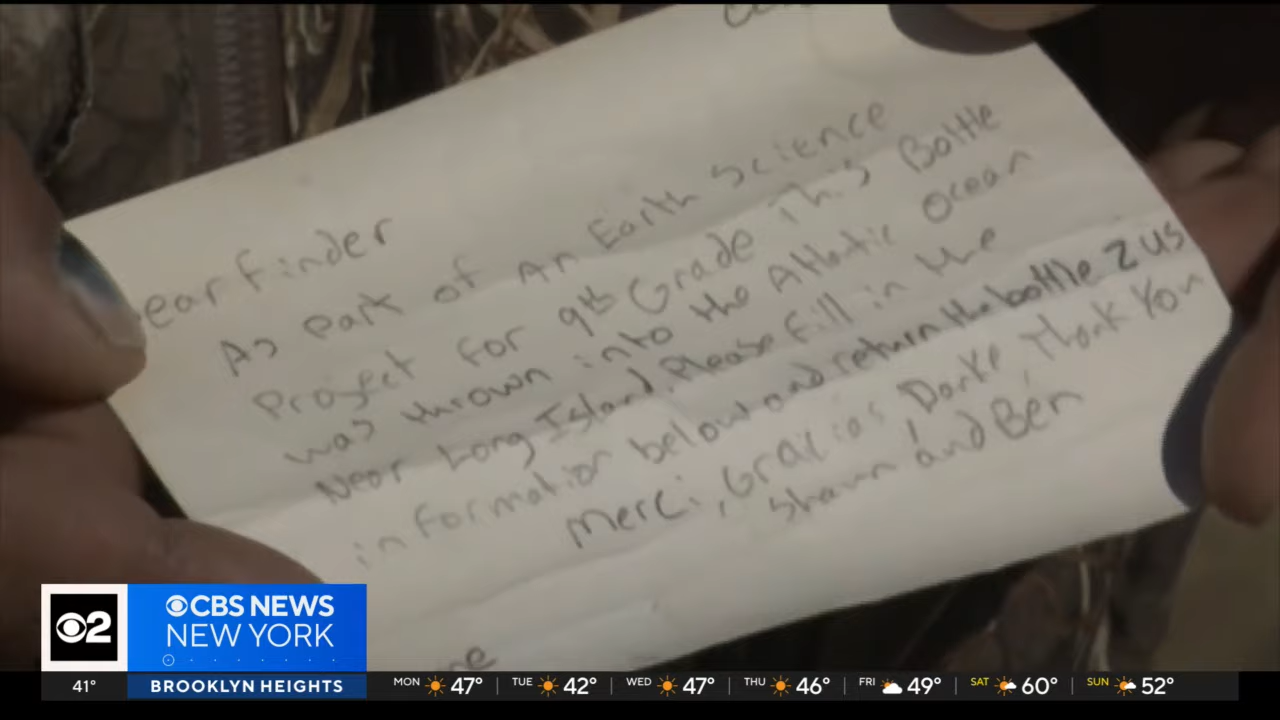 earFinder
As part of An Earth Science
Project for 9th Grade This Bottle
was thrown into the Atlantic Ocean
Near Long Island. Please fill in the
information below and return the bottle 2 us
Merci, Gracias, Danke, Thank You
Shawn and Ben
me
2
CBS NEWS
NEW YORK
41° BROOKLYN HEIGHTS MON 47° TUE 42° WED 47° THU 46° FRI 49° SAT 60° SUN 52°